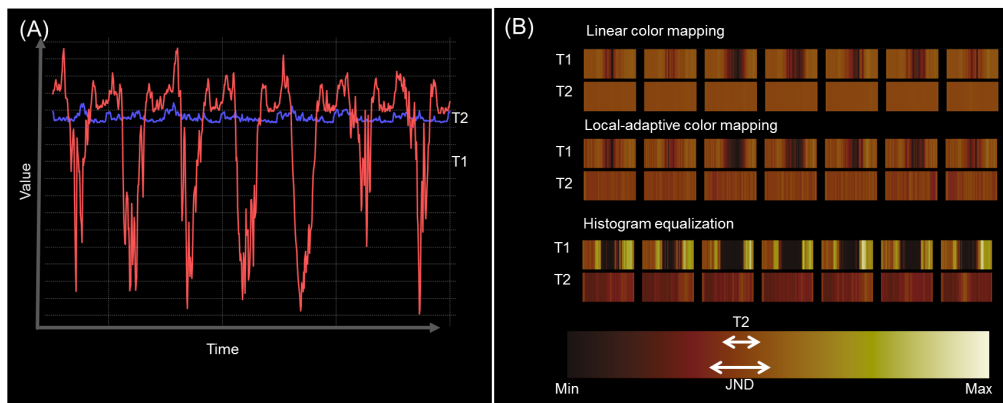 (A)
Value
T2
T1
Time
(B)
Linear color mapping
T1
T2
Local-adaptive color mapping
T1
T2
Histogram equalization
T1
T2
T2
JND
Min
Max